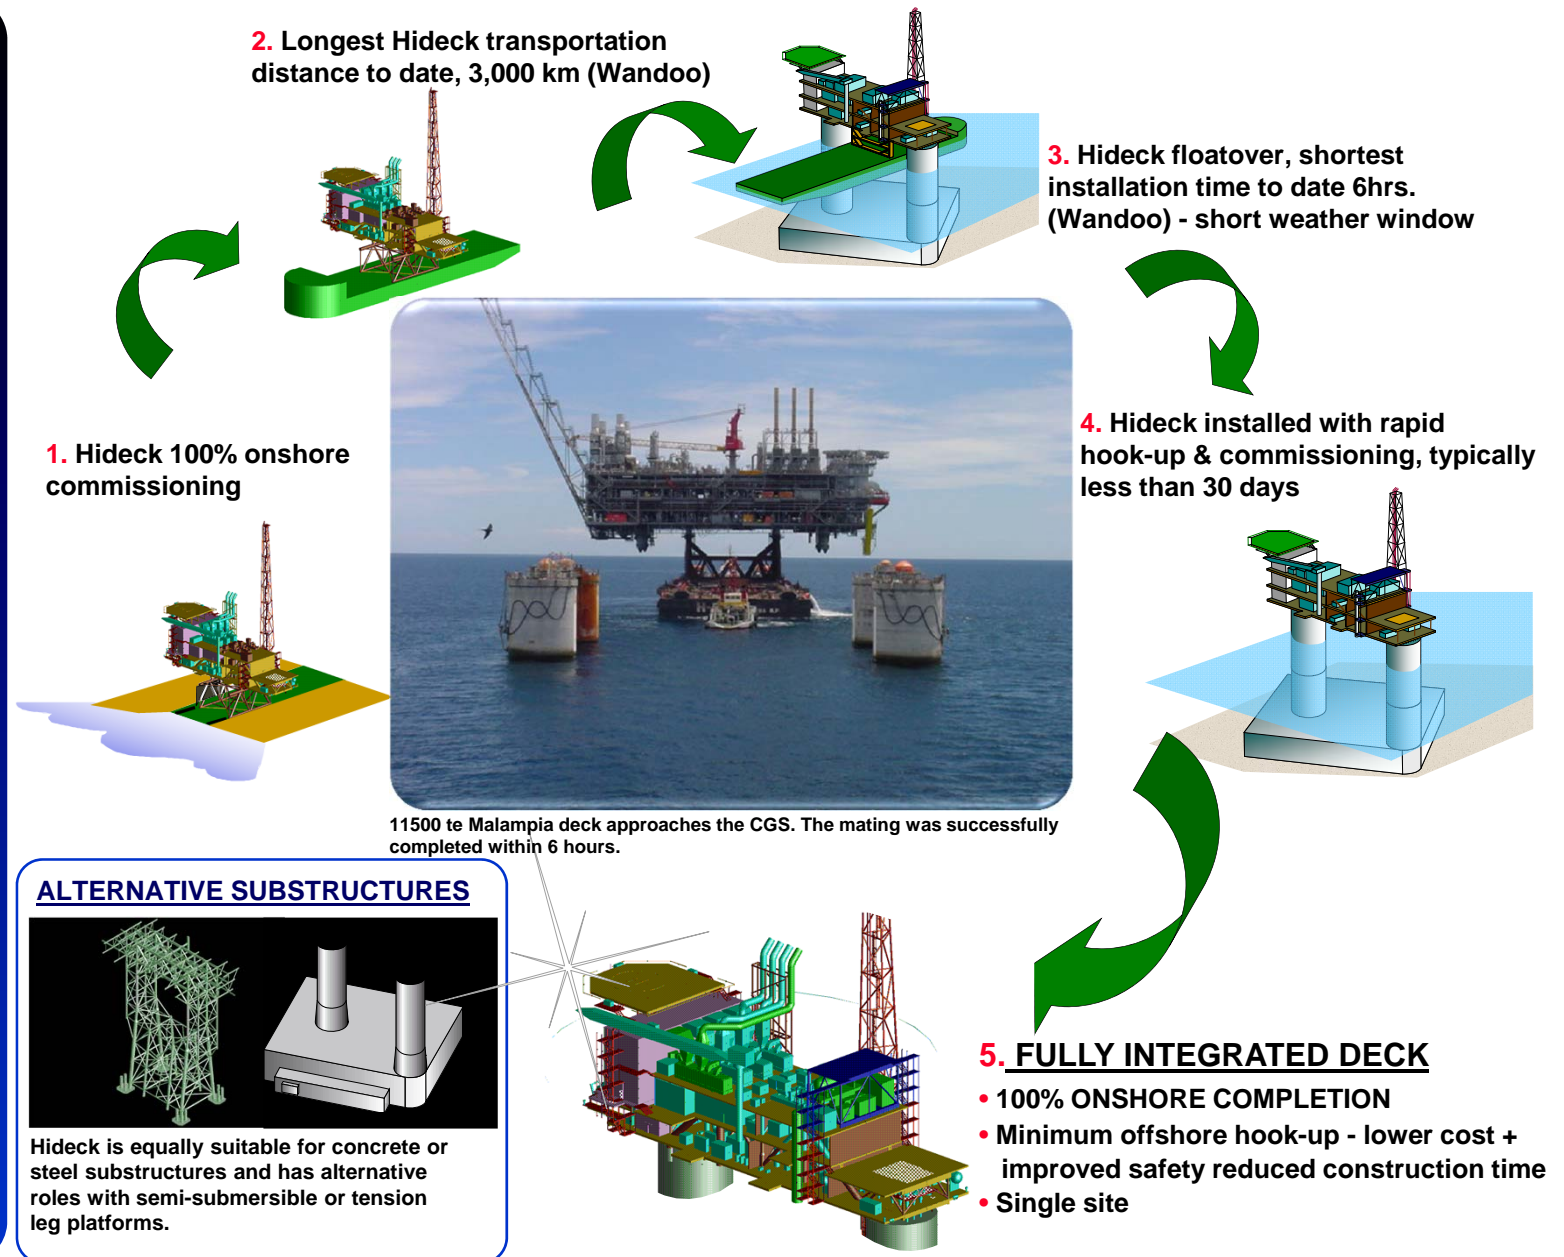 2. Longest Hideck transportation
distance to date, 3,000 km (Wandoo)
3. Hideck floatover, shortest
installation time to date 6hrs.
(Wandoo) - short weather window
1. Hideck 100% onshore
commissioning
4. Hideck installed with rapid
hook-up & commissioning, typically
less than 30 days
11500 te Malampia deck approaches the CGS. The mating was successfully
completed within 6 hours.
ALTERNATIVE SUBSTRUCTURES
Hideck is equally suitable for concrete or
steel substructures and has alternative
roles with semi-submersible or tension
leg platforms.
5. FULLY INTEGRATED DECK
• 100% ONSHORE COMPLETION
• Minimum offshore hook-up - lower cost +
improved safety reduced construction time
• Single site